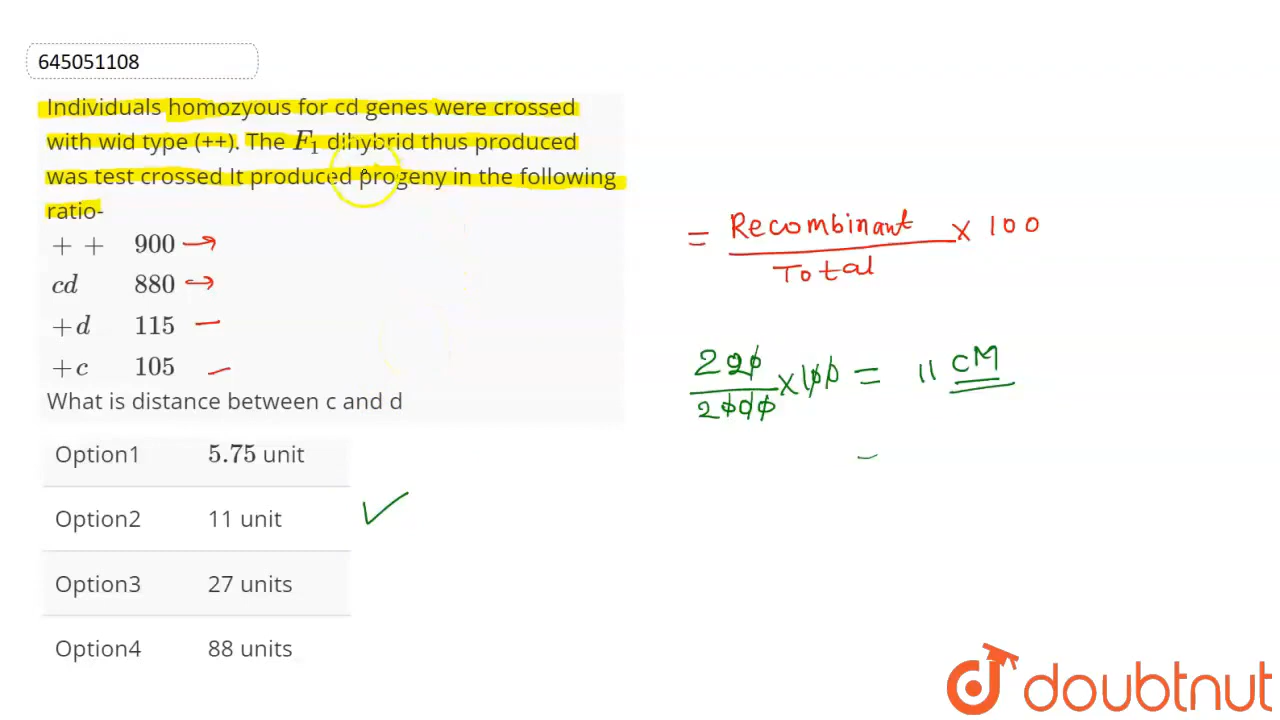 645051108
Individuals homozyous for cd genes were crossed
with wid type (++). The F₁ dihybrid thus produced
was test crossed It produced progeny in the following
ratio-
+ + 900
cd 880
+d 115
+c 105
What is distance between c and d
Option1 5.75 unit
Option2 11 unit
Option3 27 units
Option4 88 units
= Recombinant / Total × 100
220 / 2000 × 100 = 11 cM
=
doubtnut